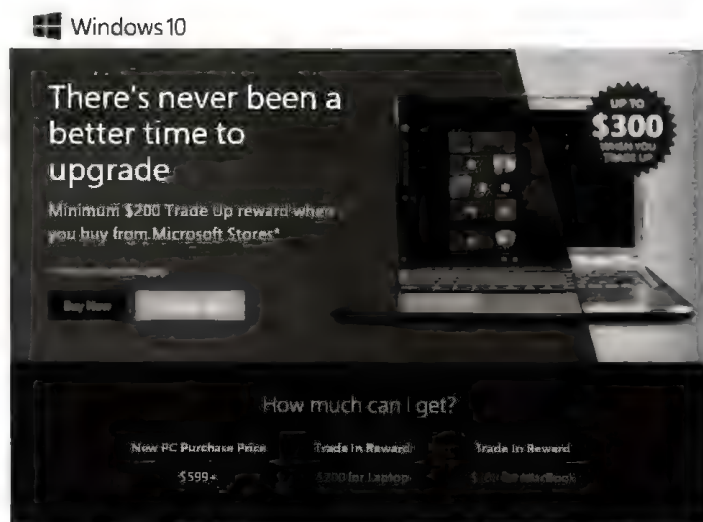 Windows 10
There's never been a
better time to
upgrade
UP TO
$300
WHEN YOU
TRADE UP
Minimum $200 Trade Up reward when
you buy from Microsoft Stores*
Buy Now
How much can I get?
New PC Purchase Price
Trade In Reward
Trade In Reward
$599+
$200 for Laptop
for MacBook